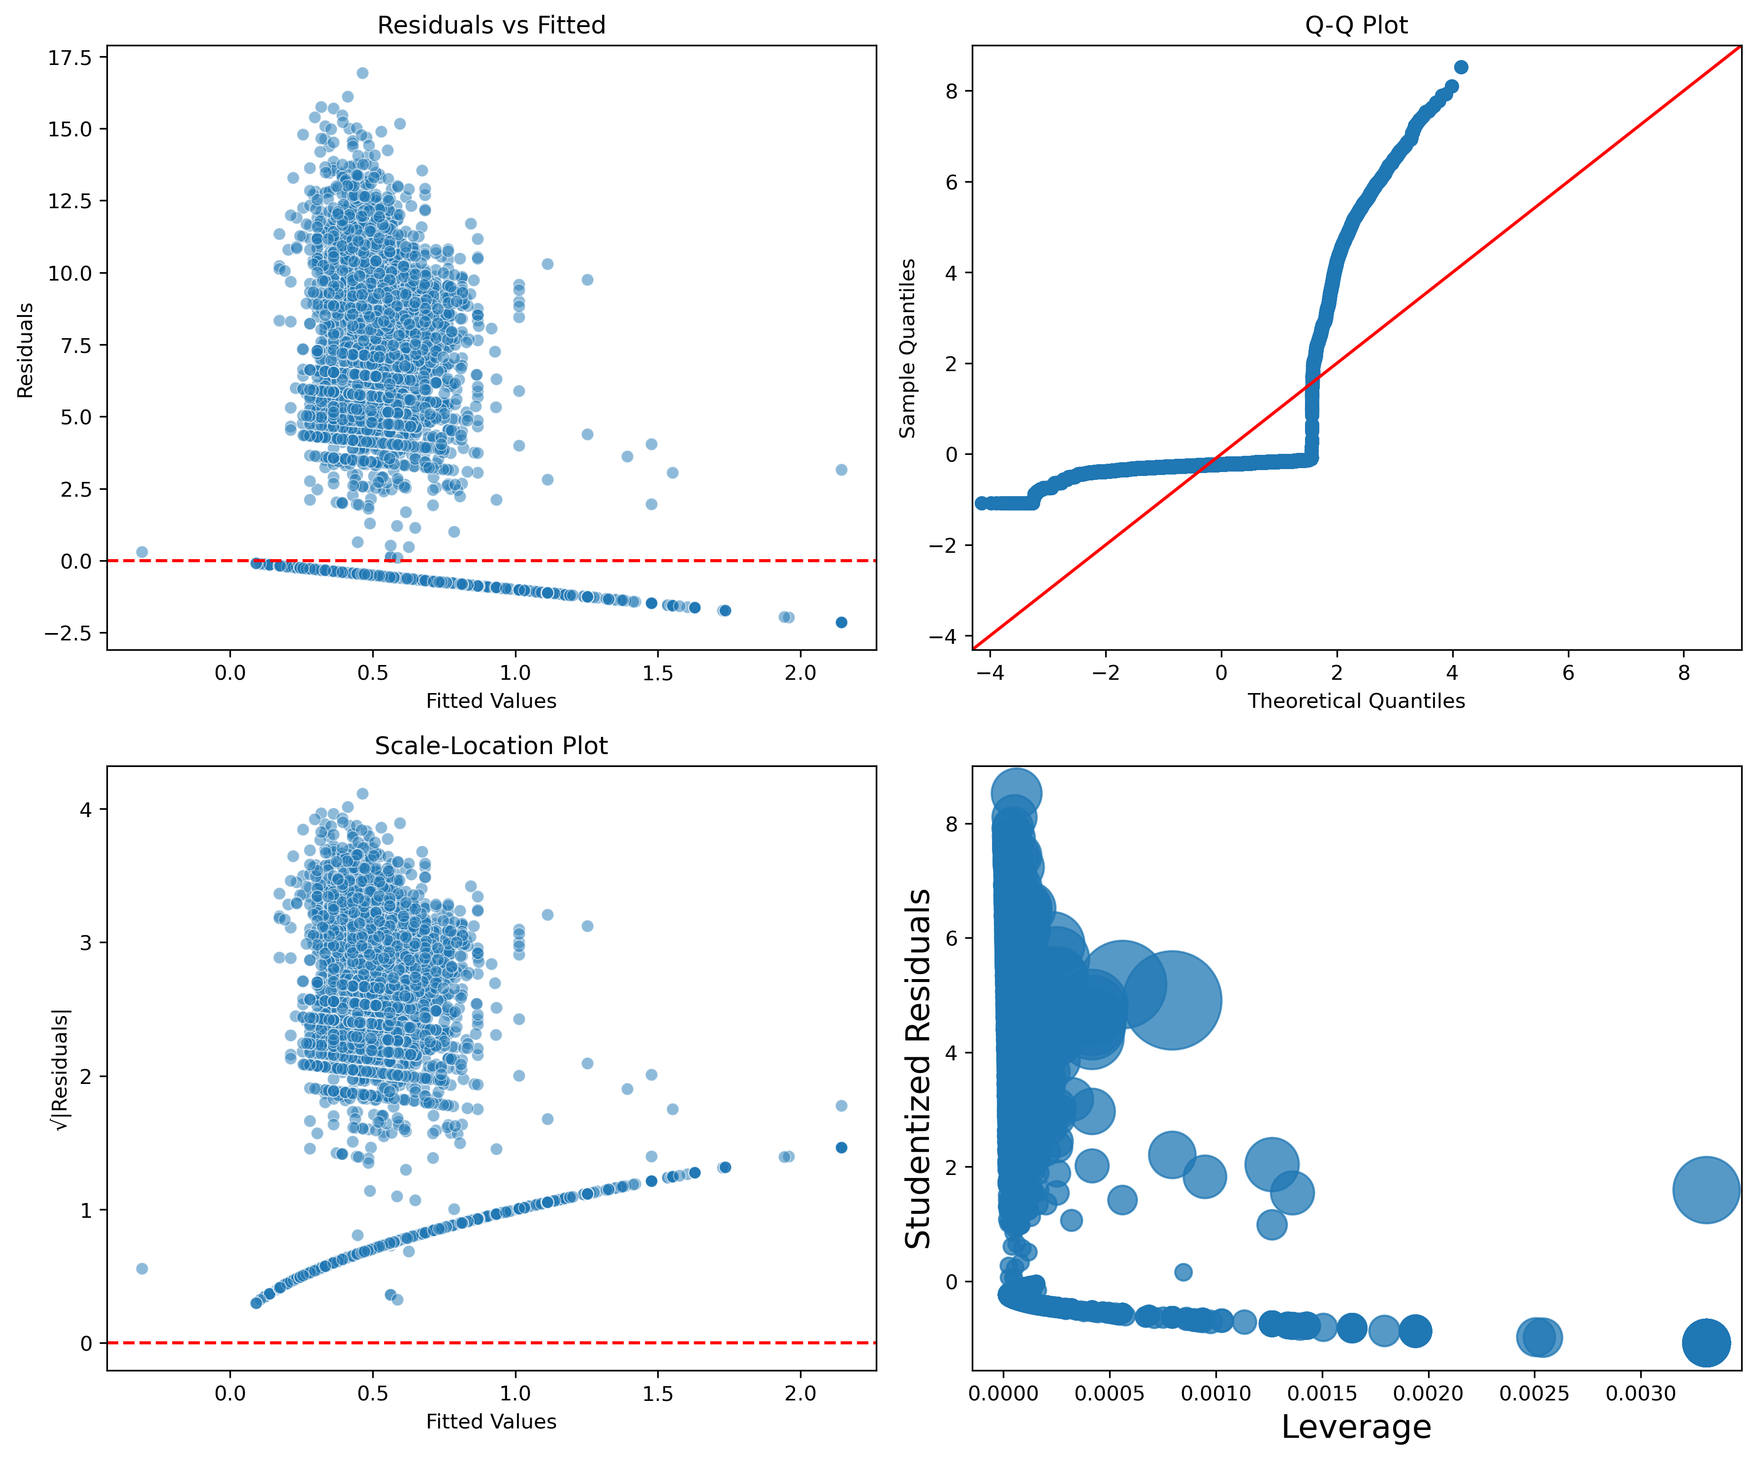 Residuals vs Fitted
17.5
15.0
12.5
10.0
7.5
5.0
2.5
0.0
−2.5
Residuals
0.0 0.5 1.0 1.5 2.0
Fitted Values
Q-Q Plot
8
6
4
2
0
−2
−4
Sample Quantiles
−4 −2 0 2 4 6 8
Theoretical Quantiles
Scale-Location Plot
4
3
2
1
0
√|Residuals|
0.0 0.5 1.0 1.5 2.0
Fitted Values
8
6
4
2
0
Studentized Residuals
0.0000 0.0005 0.0010 0.0015 0.0020 0.0025 0.0030
Leverage